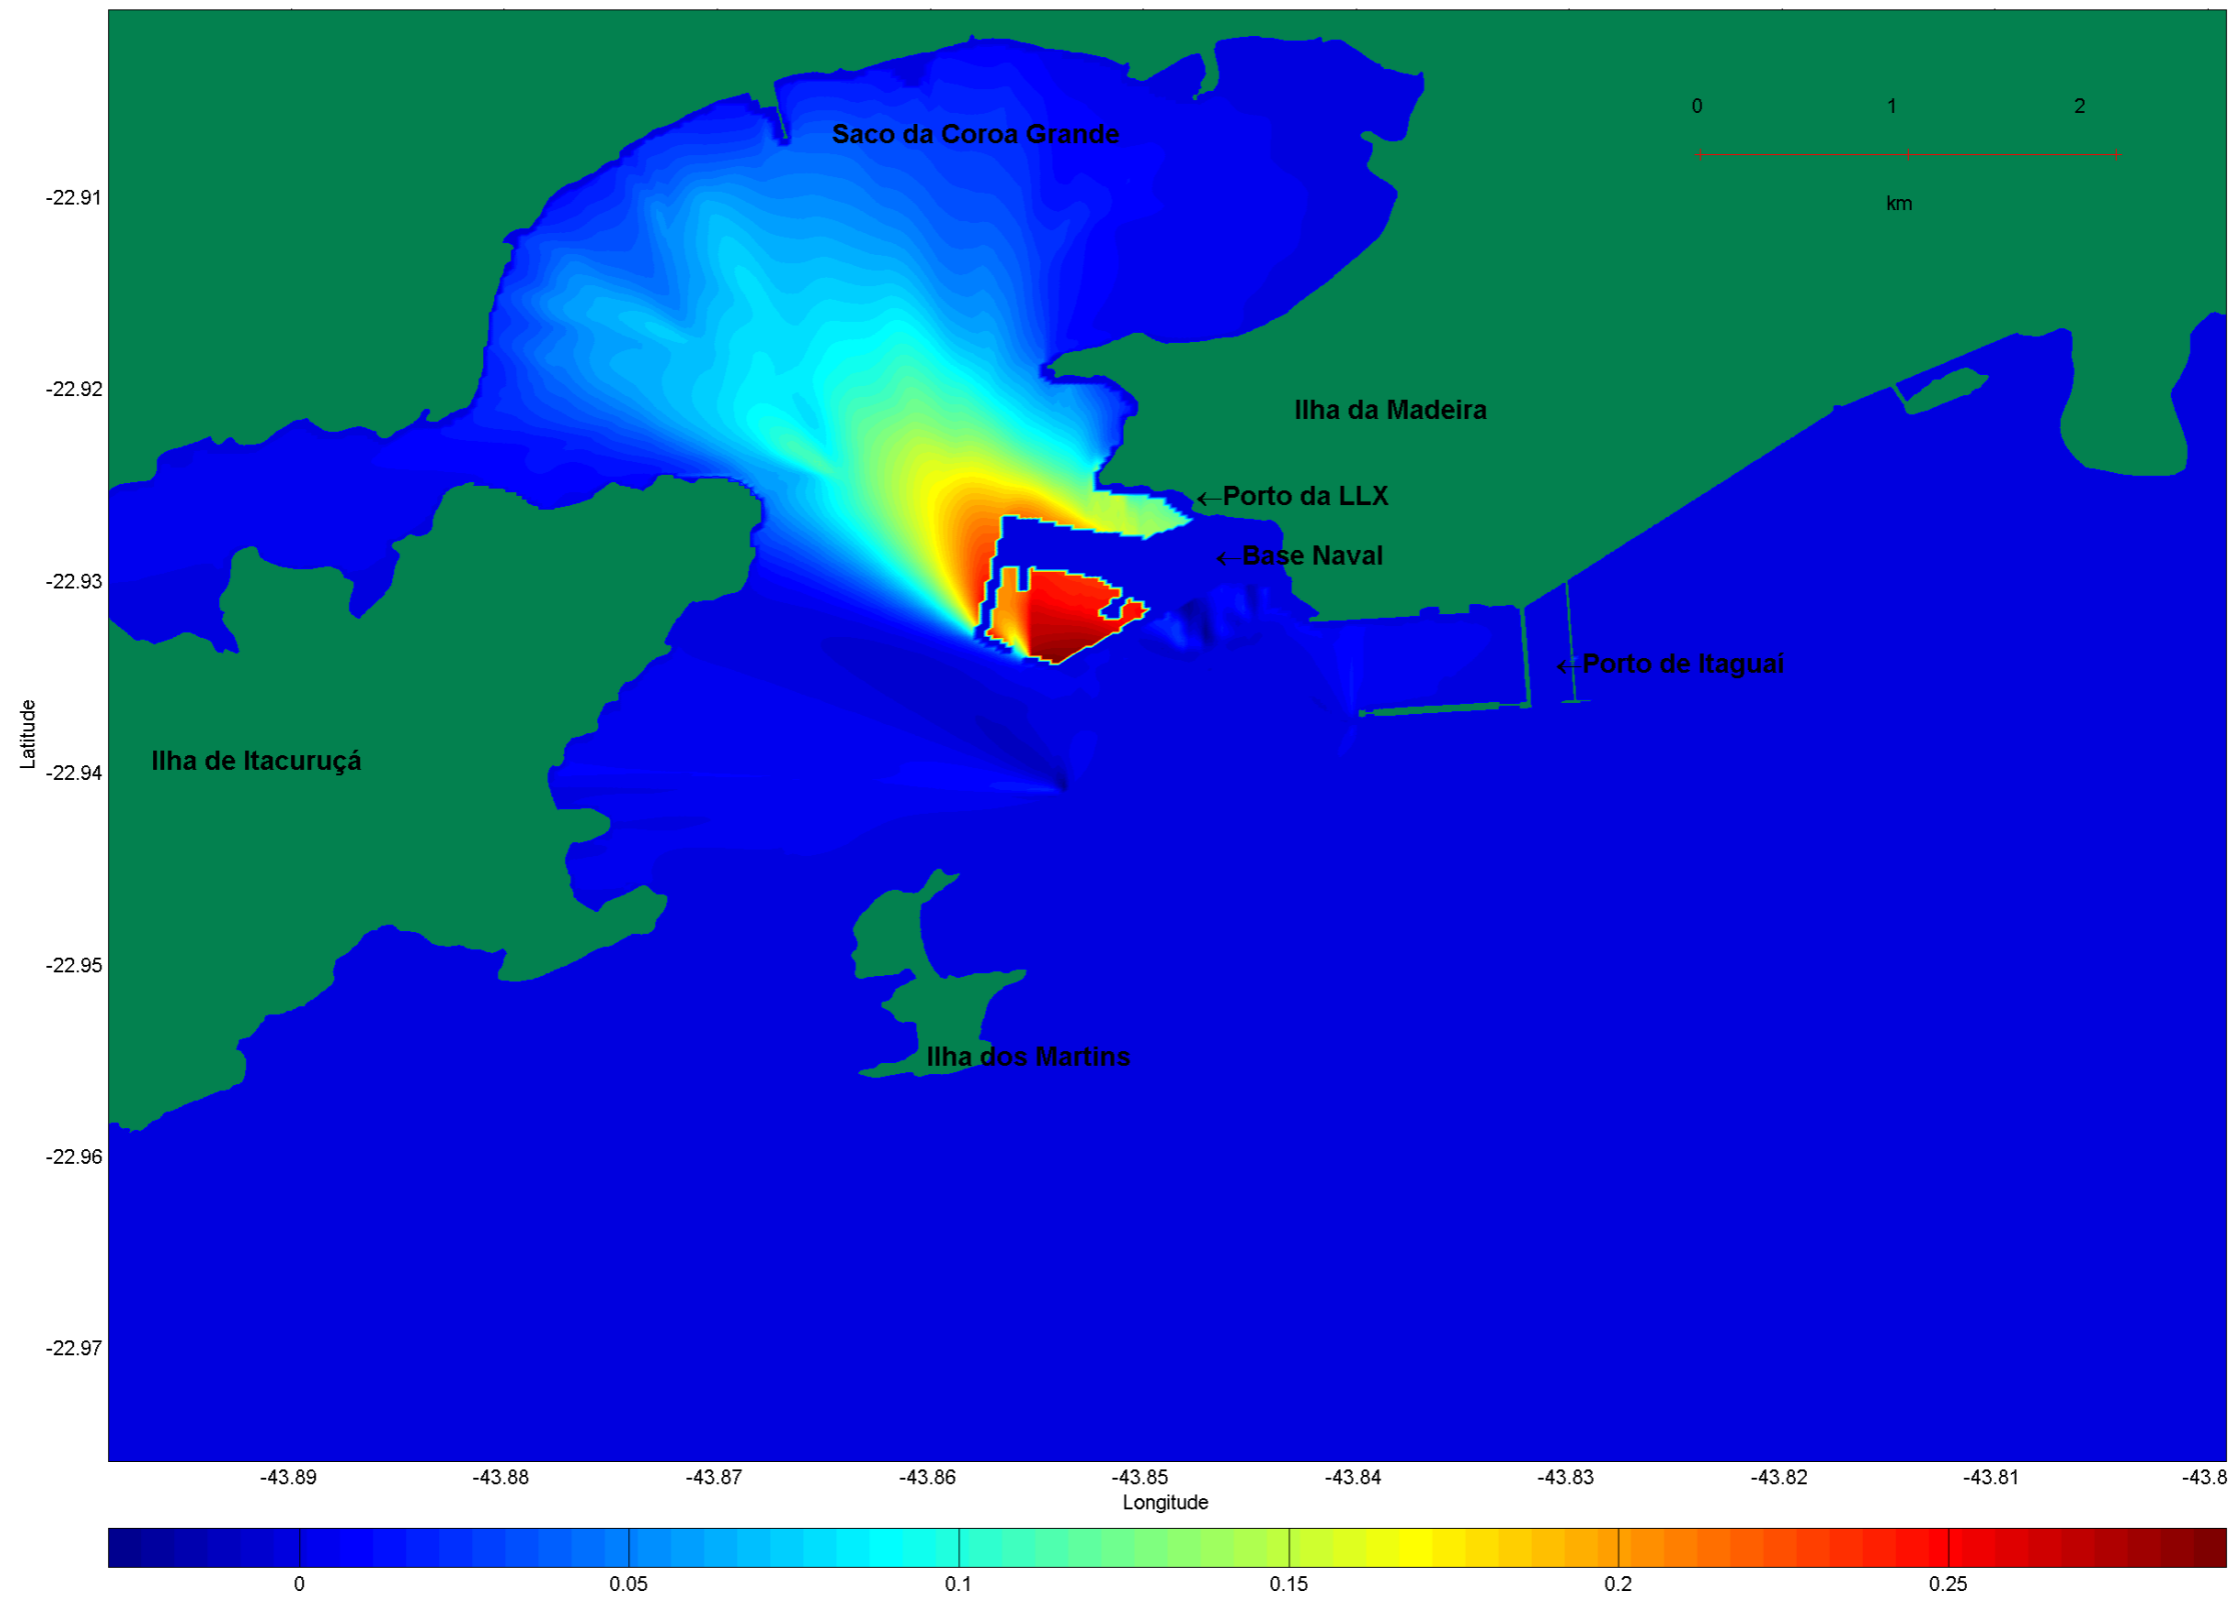 0 1 2
km
Saco da Coroa Grande
-22.91
-22.92
Ilha da Madeira
←Porto da LLX
←Base Naval
-22.93
←Porto de Itaguaí
Latitude
Ilha de Itacuruçá
-22.94
-22.95
Ilha dos Martins
-22.96
-22.97
-43.89 -43.88 -43.87 -43.86 -43.85 -43.84 -43.83 -43.82 -43.81 -43.8
Longitude
0 0.05 0.1 0.15 0.2 0.25